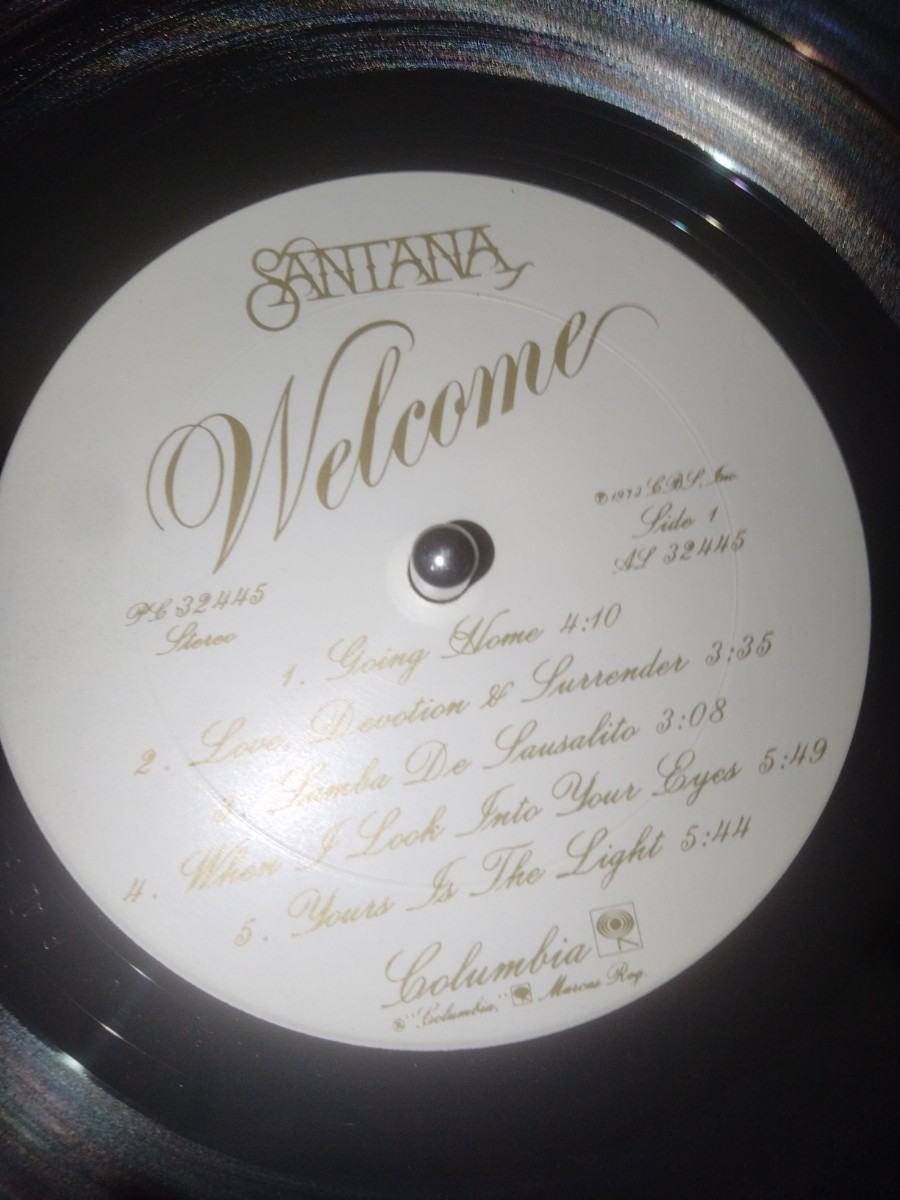 SANTANA
Welcome
℗ 1973 CBS, Inc.
Side 1
AL 32445
PC 32445
Stereo
1. Going Home 4:10
2. Love, Devotion & Surrender 3:35
3. Samba De Sausalito 3:08
4. When I Look Into Your Eyes 5:49
5. Yours Is The Light 5:44
Columbia
® "Columbia," Marcas Reg.